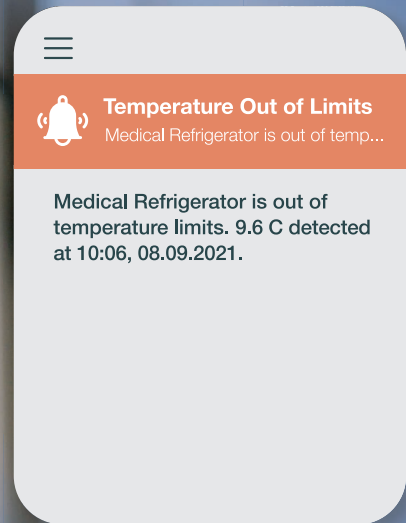 Temperature Out of Limits
Medical Refrigerator is out of temp...
Medical Refrigerator is out of
temperature limits. 9.6 C detected
at 10:06, 08.09.2021.